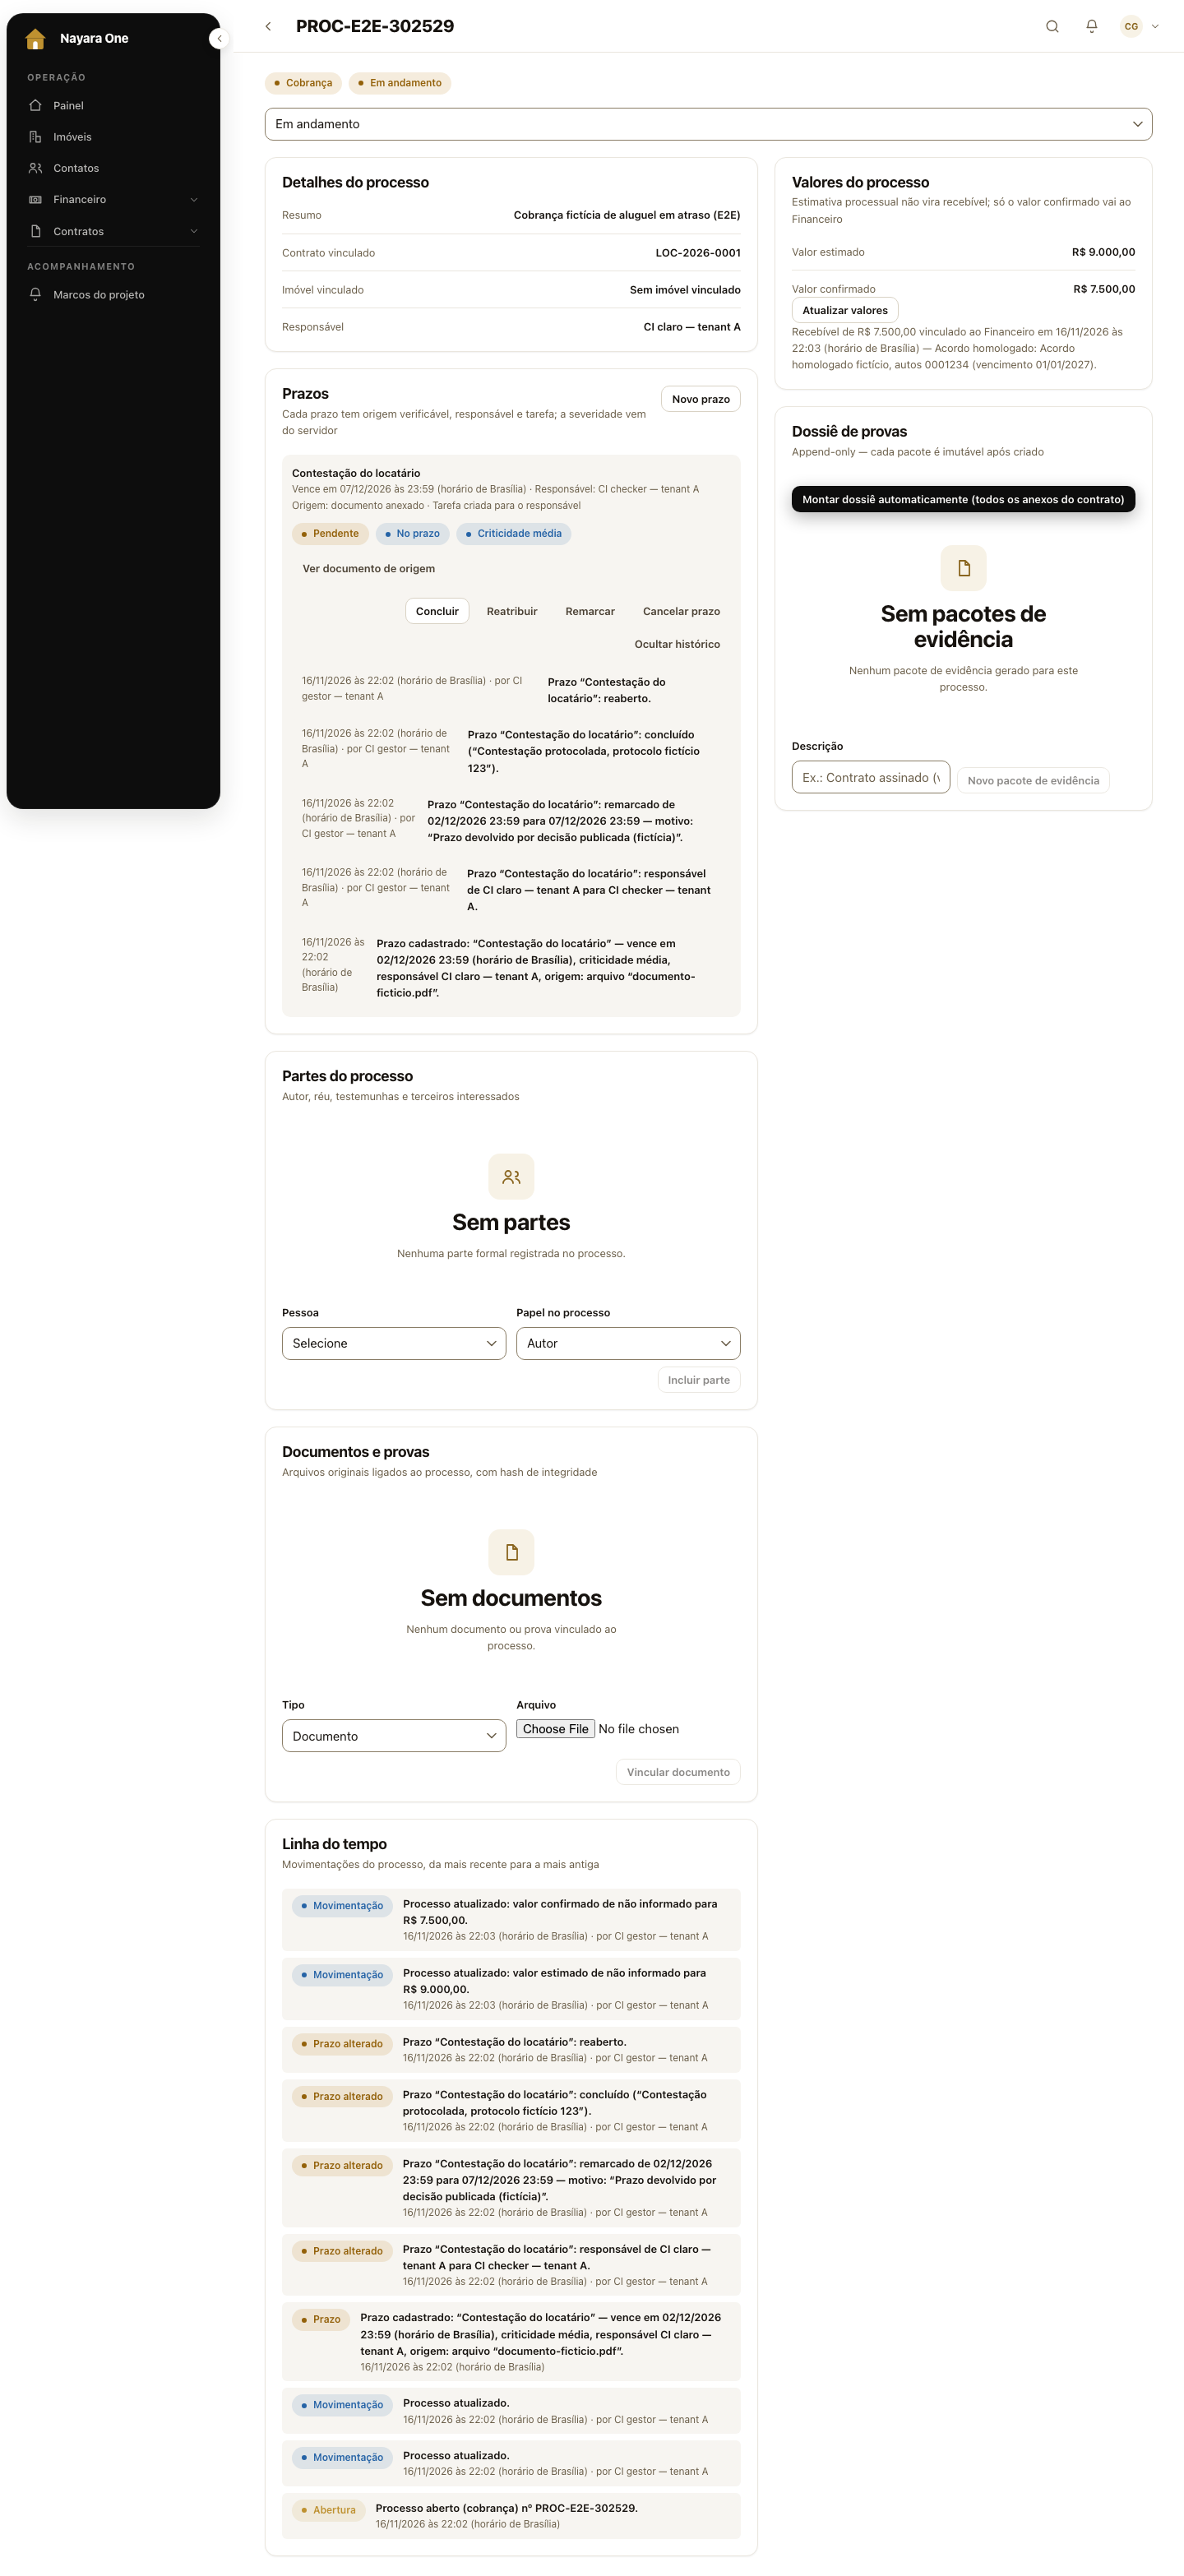 Nayara One
OPERAÇÃO
Painel
Imóveis
Contatos
Financeiro
Contratos
ACOMPANHAMENTO
Marcos do projeto
PROC-E2E-302529
CG
Cobrança
Em andamento
Em andamento
Detalhes do processo
Resumo
Cobrança fictícia de aluguel em atraso (E2E)
Contrato vinculado
LOC-2026-0001
Imóvel vinculado
Sem imóvel vinculado
Responsável
CI claro — tenant A
Prazos
Cada prazo tem origem verificável, responsável e tarefa; a severidade vem
do servidor
Novo prazo
Contestação do locatário
Vence em 07/12/2026 às 23:59 (horário de Brasília) · Responsável: CI checker — tenant A
Origem: documento anexado · Tarefa criada para o responsável
Pendente
No prazo
Criticidade média
Ver documento de origem
Concluir
Reatribuir
Remarcar
Cancelar prazo
Ocultar histórico
16/11/2026 às 22:02 (horário de Brasília) · por CI
gestor — tenant A
Prazo “Contestação do
locatário”: reaberto.
16/11/2026 às 22:02 (horário de
Brasília) · por CI gestor — tenant
A
Prazo “Contestação do locatário”: concluído
(“Contestação protocolada, protocolo fictício
123”).
16/11/2026 às 22:02
(horário de Brasília) · por
CI gestor — tenant A
Prazo “Contestação do locatário”: remarcado de
02/12/2026 23:59 para 07/12/2026 23:59 — motivo:
“Prazo devolvido por decisão publicada (fictícia)”.
16/11/2026 às 22:02 (horário de
Brasília) · por CI gestor — tenant
A
Prazo “Contestação do locatário”: responsável
de CI claro — tenant A para CI checker — tenant
A.
16/11/2026 às
22:02
(horário de
Brasília)
Prazo cadastrado: “Contestação do locatário” — vence em
02/12/2026 23:59 (horário de Brasília), criticidade média,
responsável CI claro — tenant A, origem: arquivo “documento-
ficticio.pdf”.
Partes do processo
Autor, réu, testemunhas e terceiros interessados
Sem partes
Nenhuma parte formal registrada no processo.
Pessoa
Selecione
Papel no processo
Autor
Incluir parte
Documentos e provas
Arquivos originais ligados ao processo, com hash de integridade
Sem documentos
Nenhum documento ou prova vinculado ao
processo.
Tipo
Documento
Arquivo
Choose File No file chosen
Vincular documento
Linha do tempo
Movimentações do processo, da mais recente para a mais antiga
Movimentação
Processo atualizado: valor confirmado de não informado para
R$ 7.500,00.
16/11/2026 às 22:03 (horário de Brasília) · por CI gestor — tenant A
Movimentação
Processo atualizado: valor estimado de não informado para
R$ 9.000,00.
16/11/2026 às 22:03 (horário de Brasília) · por CI gestor — tenant A
Prazo alterado
Prazo “Contestação do locatário”: reaberto.
16/11/2026 às 22:02 (horário de Brasília) · por CI gestor — tenant A
Prazo alterado
Prazo “Contestação do locatário”: concluído (“Contestação
protocolada, protocolo fictício 123”).
16/11/2026 às 22:02 (horário de Brasília) · por CI gestor — tenant A
Prazo alterado
Prazo “Contestação do locatário”: remarcado de 02/12/2026
23:59 para 07/12/2026 23:59 — motivo: “Prazo devolvido por
decisão publicada (fictícia)”.
16/11/2026 às 22:02 (horário de Brasília) · por CI gestor — tenant A
Prazo alterado
Prazo “Contestação do locatário”: responsável de CI claro —
tenant A para CI checker — tenant A.
16/11/2026 às 22:02 (horário de Brasília) · por CI gestor — tenant A
Prazo
Prazo cadastrado: “Contestação do locatário” — vence em 02/12/2026
23:59 (horário de Brasília), criticidade média, responsável CI claro —
tenant A, origem: arquivo “documento-ficticio.pdf”.
16/11/2026 às 22:02 (horário de Brasília)
Movimentação
Processo atualizado.
16/11/2026 às 22:02 (horário de Brasília) · por CI gestor — tenant A
Movimentação
Processo atualizado.
16/11/2026 às 22:02 (horário de Brasília) · por CI gestor — tenant A
Abertura
Processo aberto (cobrança) nº PROC-E2E-302529.
16/11/2026 às 22:02 (horário de Brasília)
Valores do processo
Estimativa processual não vira recebível; só o valor confirmado vai ao
Financeiro
Valor estimado
R$ 9.000,00
Valor confirmado
R$ 7.500,00
Atualizar valores
Recebível de R$ 7.500,00 vinculado ao Financeiro em 16/11/2026 às
22:03 (horário de Brasília) — Acordo homologado: Acordo
homologado fictício, autos 0001234 (vencimento 01/01/2027).
Dossiê de provas
Append-only — cada pacote é imutável após criado
Montar dossiê automaticamente (todos os anexos do contrato)
Sem pacotes de
evidência
Nenhum pacote de evidência gerado para este
processo.
Descrição
Ex.: Contrato assinado (
Novo pacote de evidência